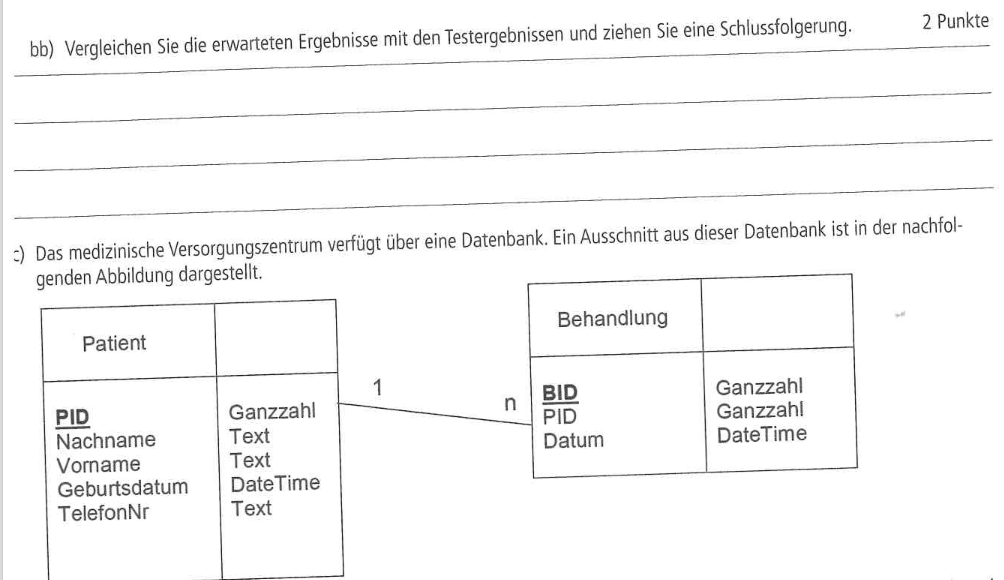 bb) Vergleichen Sie die erwarteten Ergebnisse mit den Testergebnissen und ziehen Sie eine Schlussfolgerung. 2 Punkte
c) Das medizinische Versorgungszentrum verfügt über eine Datenbank. Ein Ausschnitt aus dieser Datenbank ist in der nachfol-
genden Abbildung dargestellt.
Patient
PID Ganzzahl
Nachname Text
Vorname Text
Geburtsdatum DateTime
TelefonNr Text
1
n
Behandlung
BID Ganzzahl
PID Ganzzahl
Datum DateTime